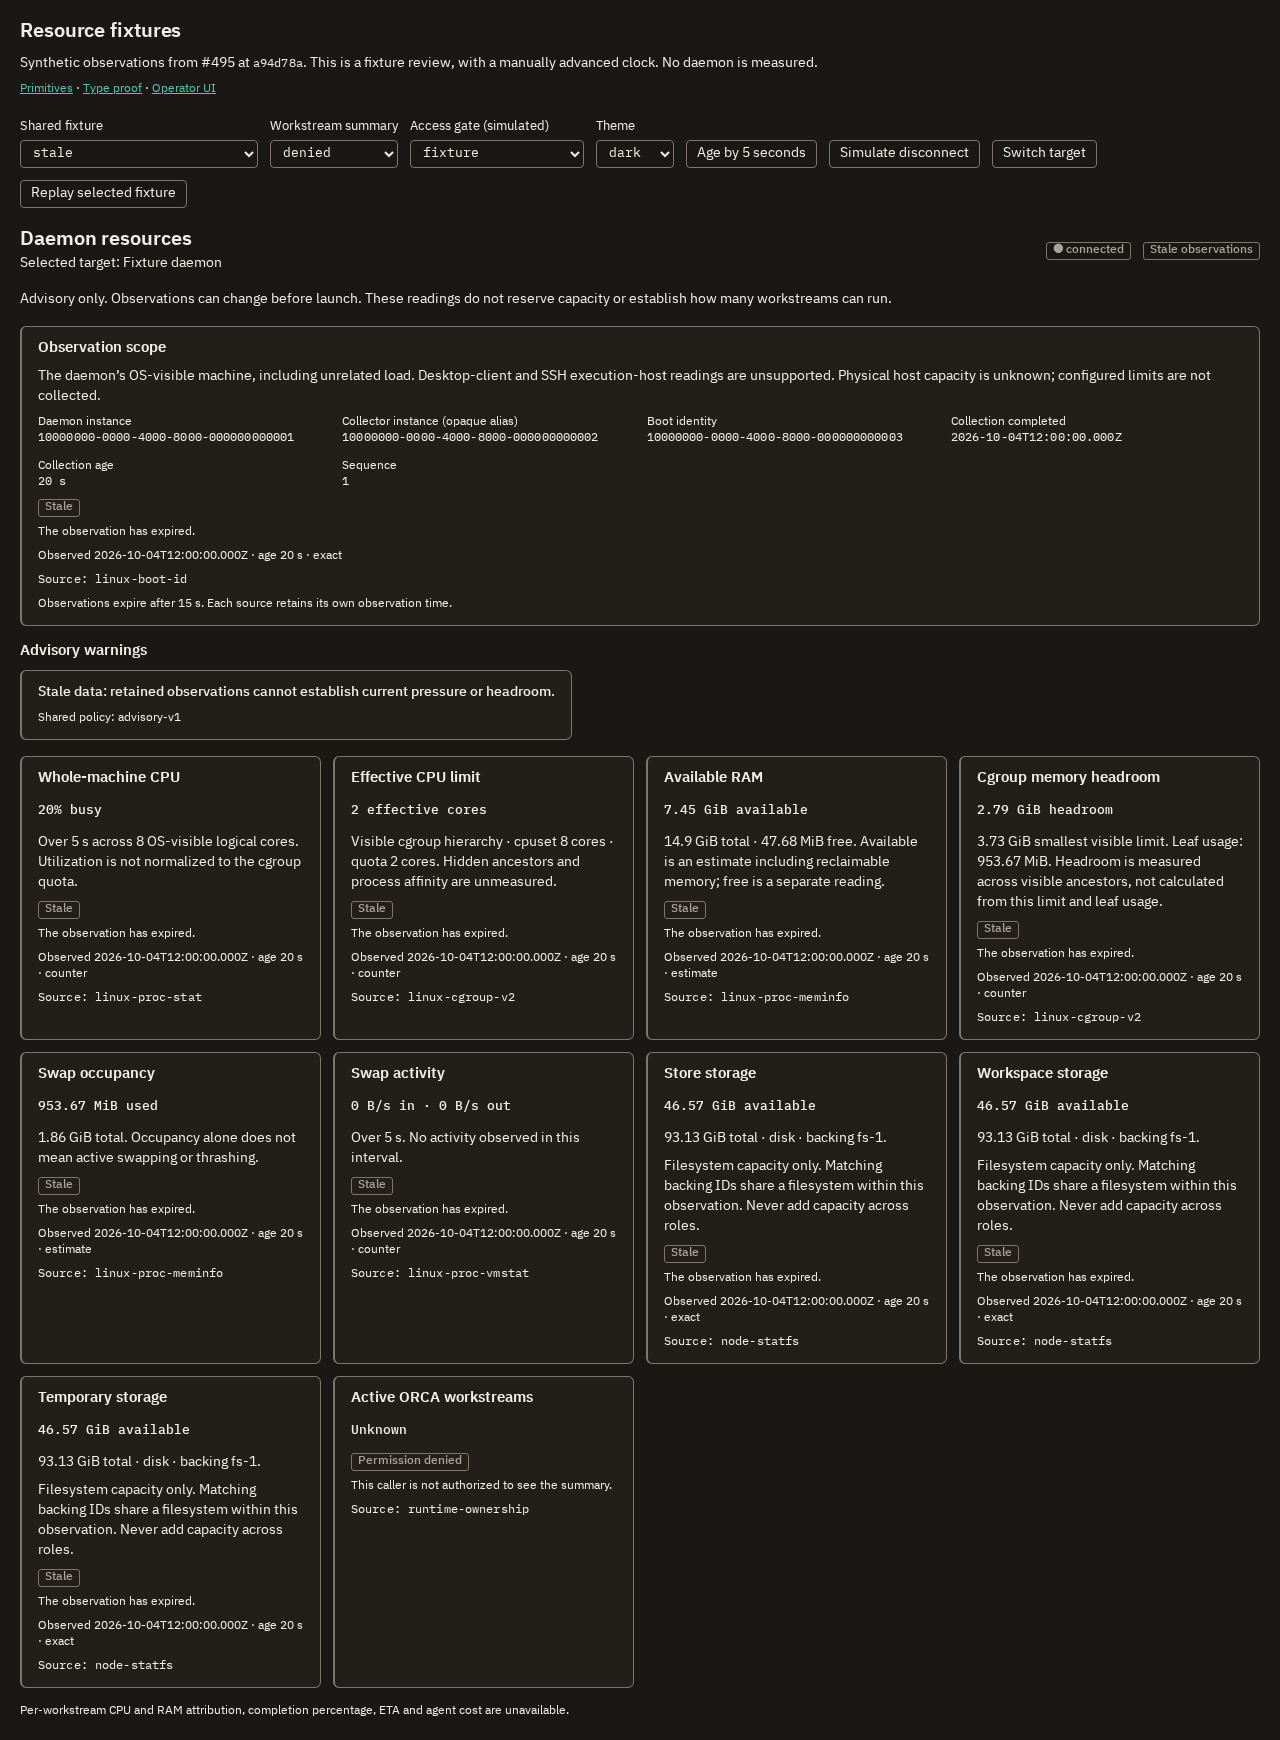 Resource fixtures
Synthetic observations from #495 at a94d78a. This is a fixture review, with a manually advanced clock. No daemon is measured.
Primitives · Type proof · Operator UI
Shared fixture
stale
Workstream summary
denied
Access gate (simulated)
fixture
Theme
dark
Age by 5 seconds
Simulate disconnect
Switch target
Replay selected fixture
Daemon resources
Selected target: Fixture daemon
connected
Stale observations
Advisory only. Observations can change before launch. These readings do not reserve capacity or establish how many workstreams can run.
Observation scope
The daemon’s OS-visible machine, including unrelated load. Desktop-client and SSH execution-host readings are unsupported. Physical host capacity is unknown; configured limits are not
collected.
Daemon instance
10000000-0000-4000-8000-000000000001
Collector instance (opaque alias)
10000000-0000-4000-8000-000000000002
Boot identity
10000000-0000-4000-8000-000000000003
Collection completed
2026-10-04T12:00:00.000Z
Collection age
20 s
Sequence
1
Stale
The observation has expired.
Observed 2026-10-04T12:00:00.000Z · age 20 s · exact
Source: linux-boot-id
Observations expire after 15 s. Each source retains its own observation time.
Advisory warnings
Stale data: retained observations cannot establish current pressure or headroom.
Shared policy: advisory-v1
Whole-machine CPU
20% busy
Over 5 s across 8 OS-visible logical cores.
Utilization is not normalized to the cgroup
quota.
Stale
The observation has expired.
Observed 2026-10-04T12:00:00.000Z · age 20 s
· counter
Source: linux-proc-stat
Effective CPU limit
2 effective cores
Visible cgroup hierarchy · cpuset 8 cores ·
quota 2 cores. Hidden ancestors and
process affinity are unmeasured.
Stale
The observation has expired.
Observed 2026-10-04T12:00:00.000Z · age 20 s
· counter
Source: linux-cgroup-v2
Available RAM
7.45 GiB available
14.9 GiB total · 47.68 MiB free. Available
is an estimate including reclaimable
memory; free is a separate reading.
Stale
The observation has expired.
Observed 2026-10-04T12:00:00.000Z · age 20 s
· estimate
Source: linux-proc-meminfo
Cgroup memory headroom
2.79 GiB headroom
3.73 GiB smallest visible limit. Leaf usage:
953.67 MiB. Headroom is measured
across visible ancestors, not calculated
from this limit and leaf usage.
Stale
The observation has expired.
Observed 2026-10-04T12:00:00.000Z · age 20 s
· counter
Source: linux-cgroup-v2
Swap occupancy
953.67 MiB used
1.86 GiB total. Occupancy alone does not
mean active swapping or thrashing.
Stale
The observation has expired.
Observed 2026-10-04T12:00:00.000Z · age 20 s
· estimate
Source: linux-proc-meminfo
Swap activity
0 B/s in · 0 B/s out
Over 5 s. No activity observed in this
interval.
Stale
The observation has expired.
Observed 2026-10-04T12:00:00.000Z · age 20 s
· counter
Source: linux-proc-vmstat
Store storage
46.57 GiB available
93.13 GiB total · disk · backing fs-1.
Filesystem capacity only. Matching
backing IDs share a filesystem within this
observation. Never add capacity across
roles.
Stale
The observation has expired.
Observed 2026-10-04T12:00:00.000Z · age 20 s
· exact
Source: node-statfs
Workspace storage
46.57 GiB available
93.13 GiB total · disk · backing fs-1.
Filesystem capacity only. Matching
backing IDs share a filesystem within this
observation. Never add capacity across
roles.
Stale
The observation has expired.
Observed 2026-10-04T12:00:00.000Z · age 20 s
· exact
Source: node-statfs
Temporary storage
46.57 GiB available
93.13 GiB total · disk · backing fs-1.
Filesystem capacity only. Matching
backing IDs share a filesystem within this
observation. Never add capacity across
roles.
Stale
The observation has expired.
Observed 2026-10-04T12:00:00.000Z · age 20 s
· exact
Source: node-statfs
Active ORCA workstreams
Unknown
Permission denied
This caller is not authorized to see the summary.
Source: runtime-ownership
Per-workstream CPU and RAM attribution, completion percentage, ETA and agent cost are unavailable.